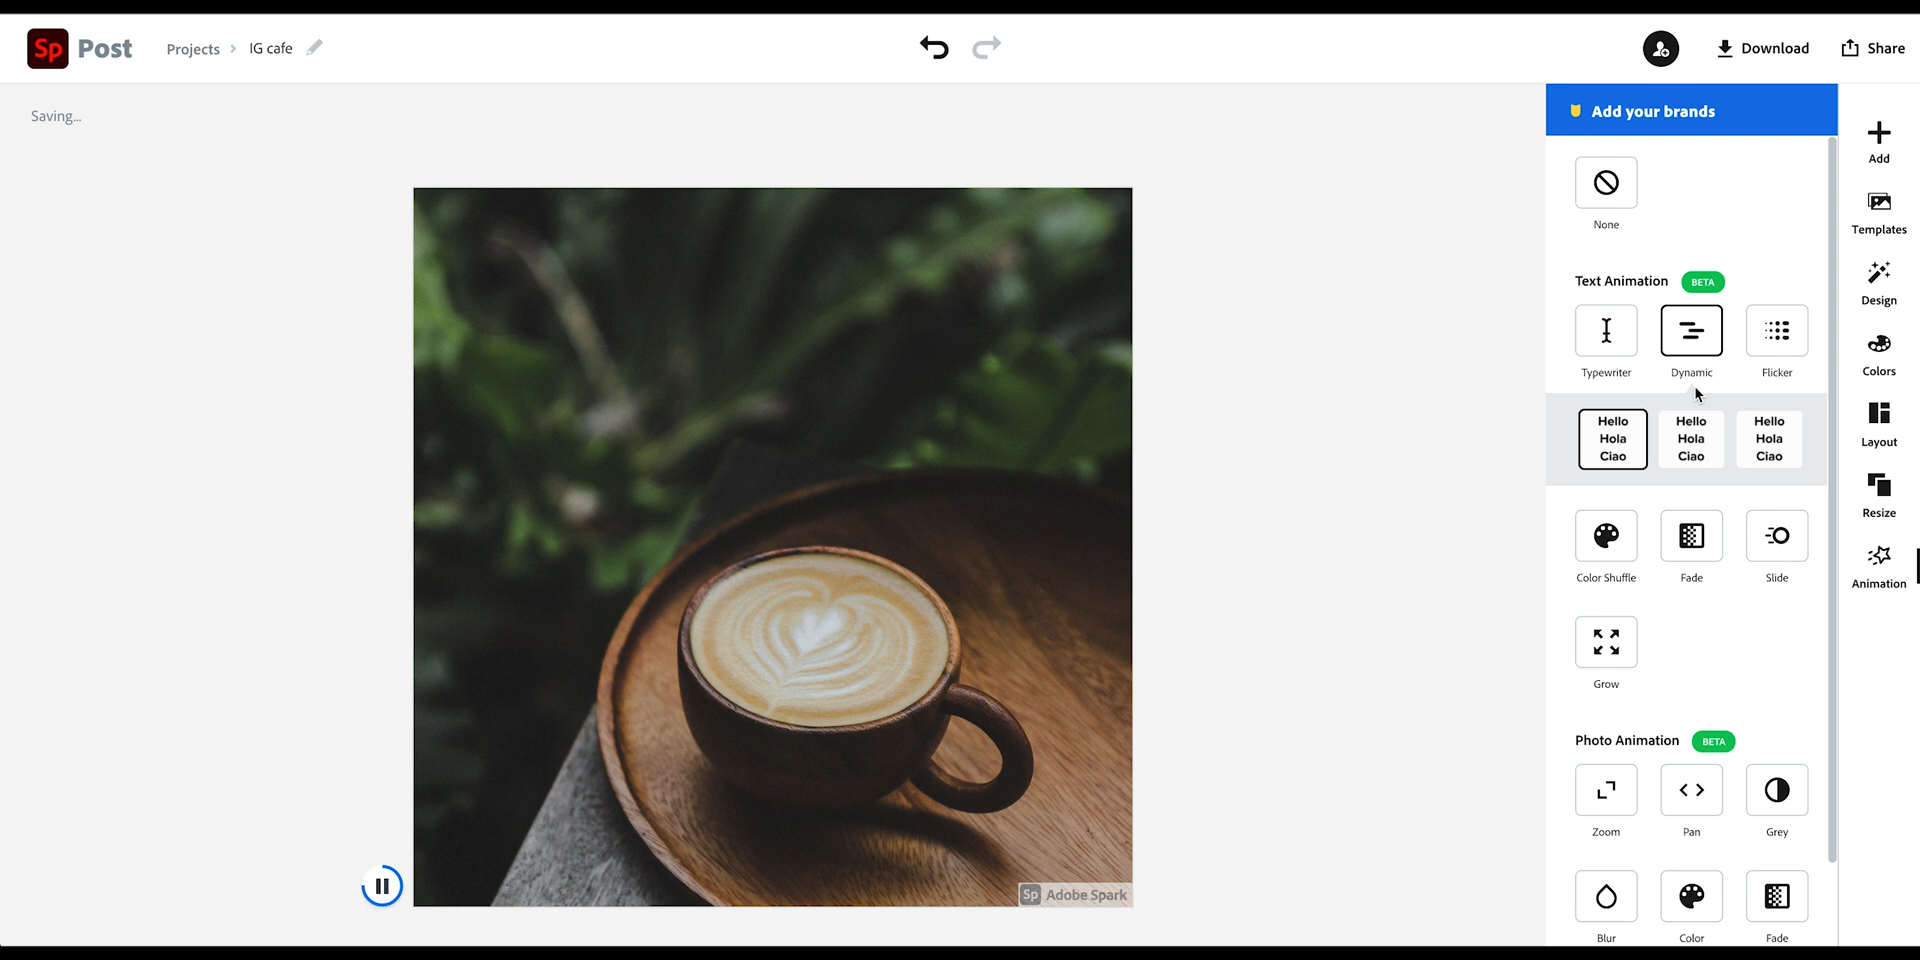 Sp Post
Projects > IG cafe
Download
Share
Saving...
Add your brands
None
Text Animation BETA
Typewriter
Dynamic
Flicker
Hello
Hola
Ciao
Hello
Hola
Ciao
Hello
Hola
Ciao
Color Shuffle
Fade
Slide
Grow
Photo Animation BETA
Zoom
Pan
Grey
Blur
Color
Fade
Add
Templates
Design
Colors
Layout
Resize
Animation
Sp Adobe Spark